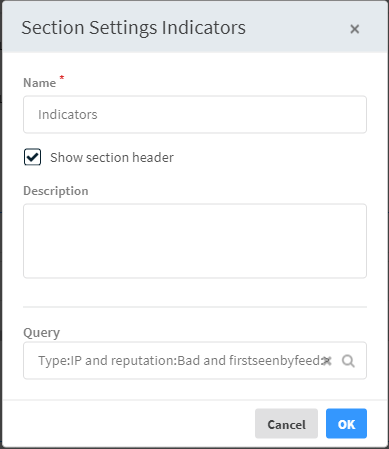 Section Settings Indicators
Name *
Indicators
Show section header
Description
Query
Type:IP and reputation:Bad and firstseenbyfeed:
Cancel
OK